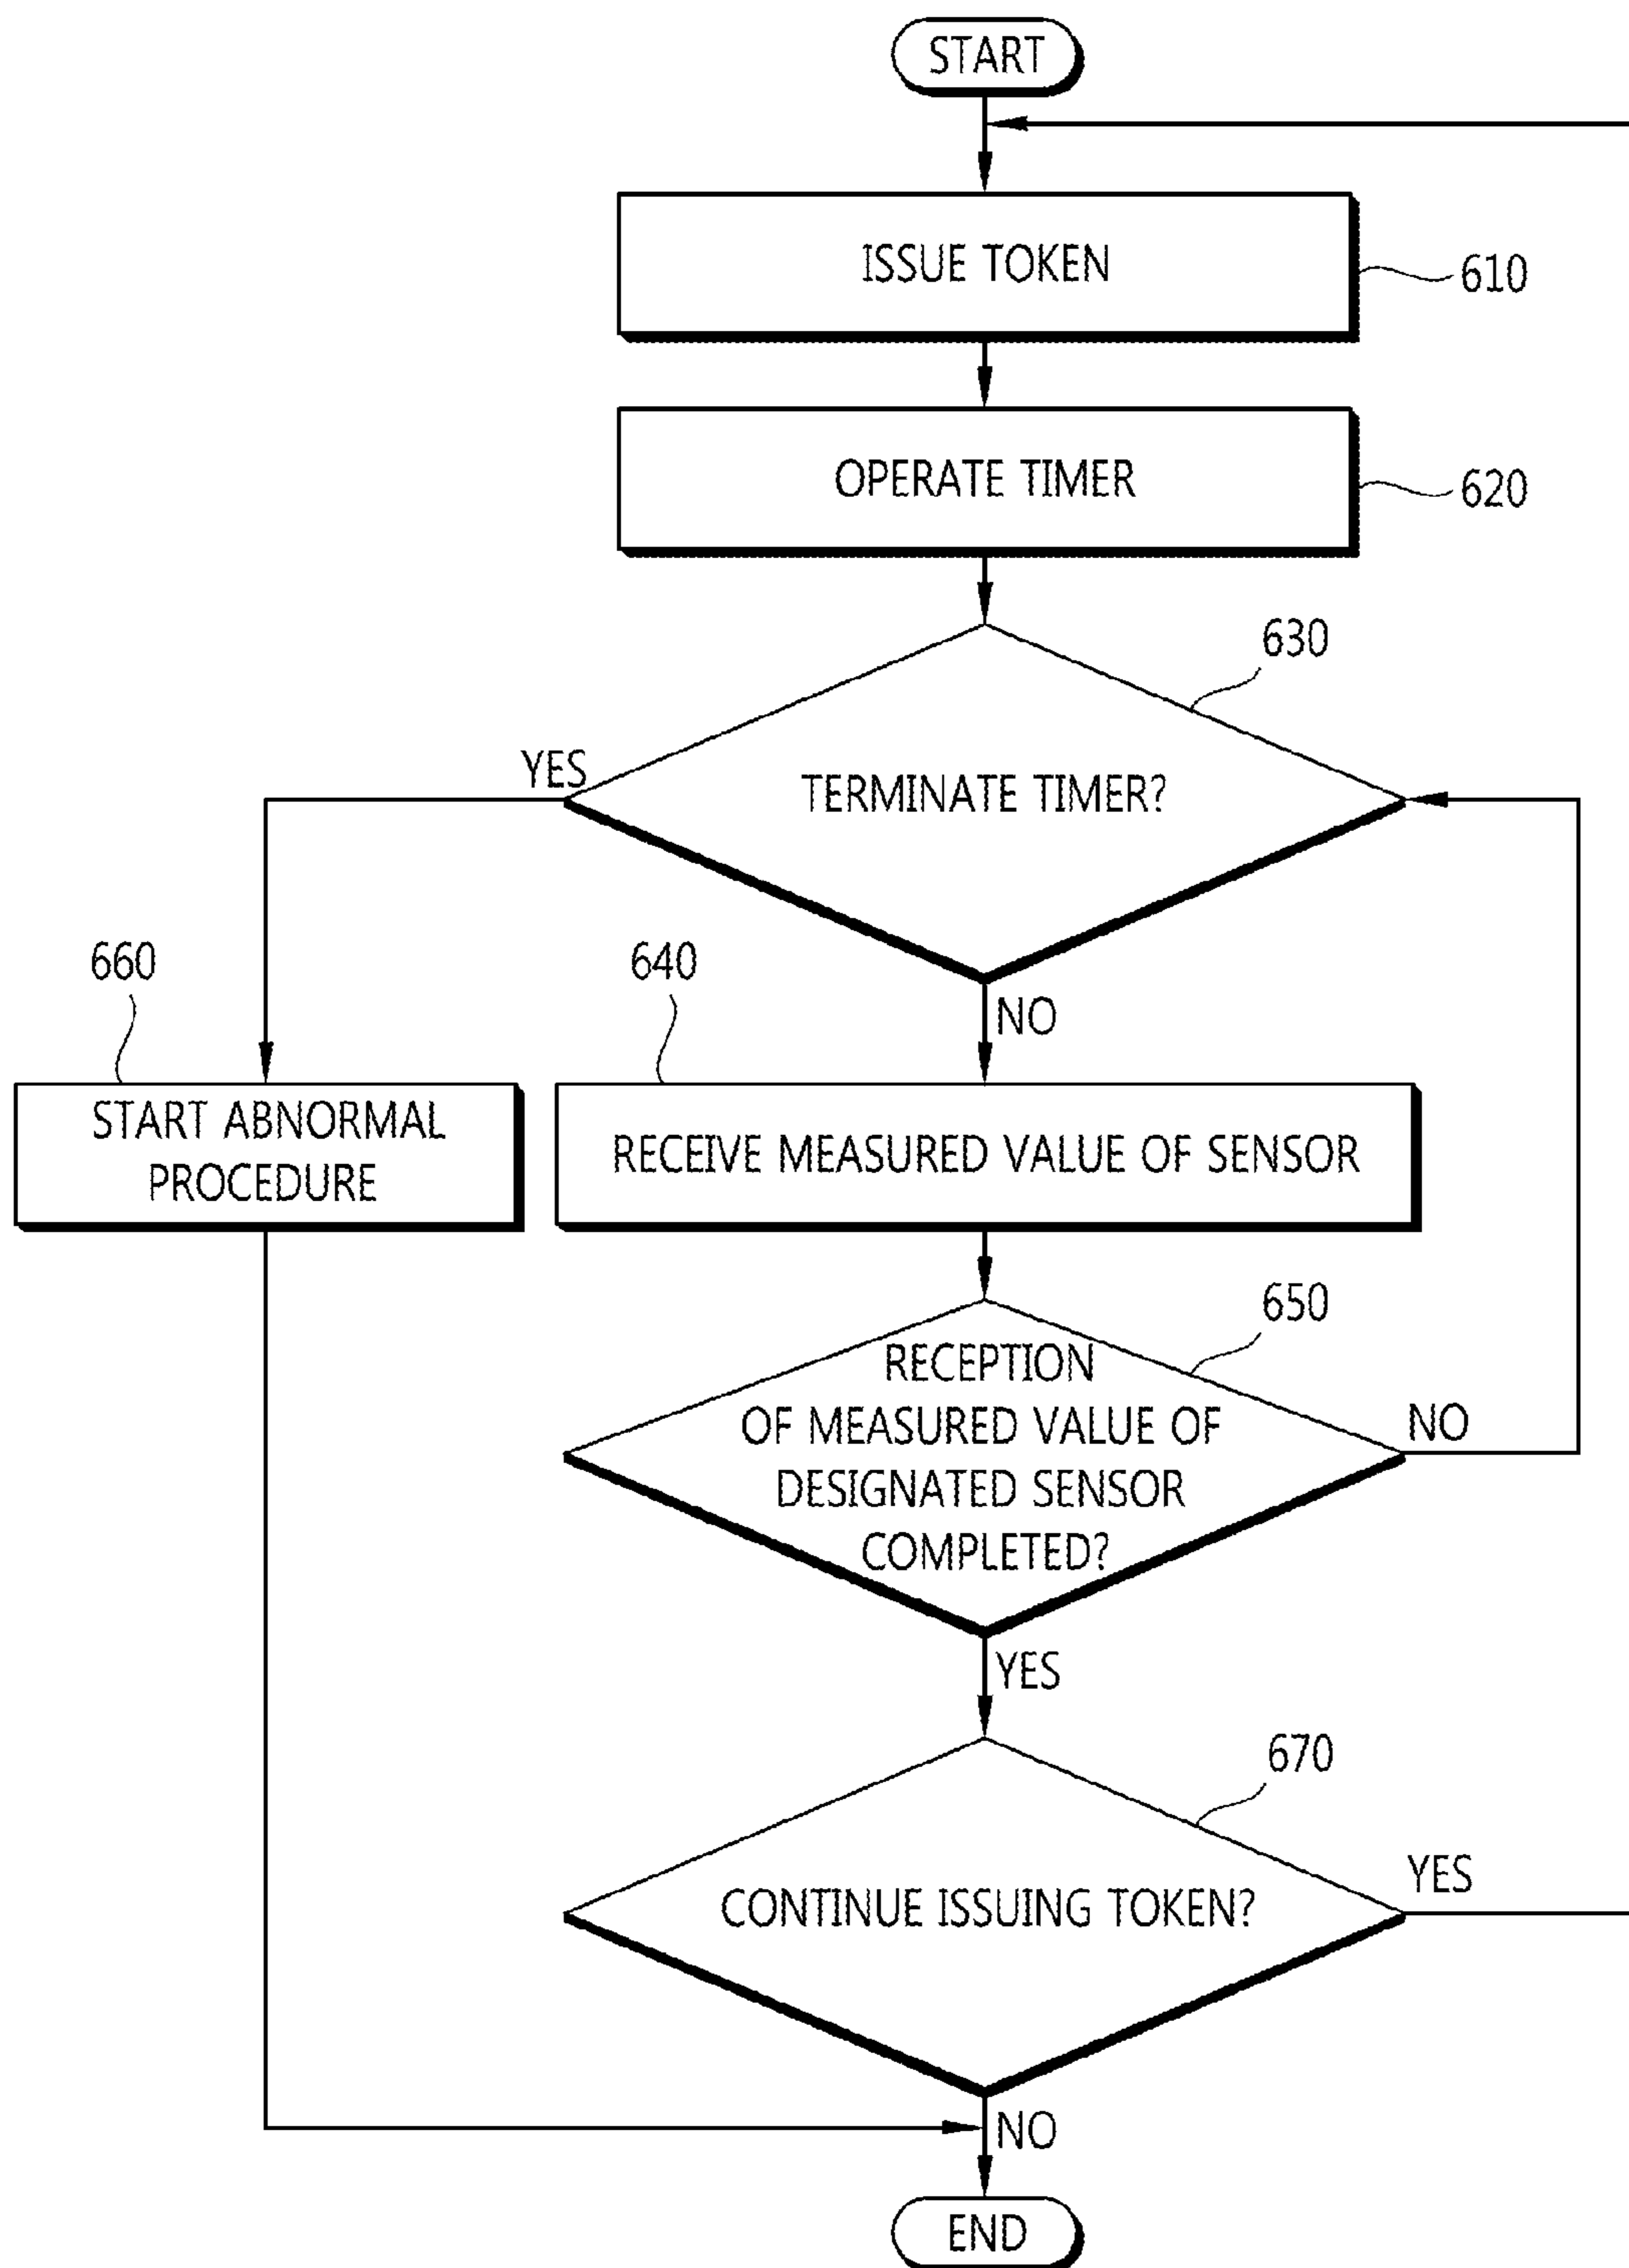 START
ISSUE TOKEN
610
OPERATE TIMER
620
630
TERMINATE TIMER?
YES
NO
660
START ABNORMAL
PROCEDURE
640
RECEIVE MEASURED VALUE OF SENSOR
650
RECEPTION
OF MEASURED VALUE OF
DESIGNATED SENSOR
COMPLETED?
NO
YES
670
CONTINUE ISSUING TOKEN?
YES
NO
END